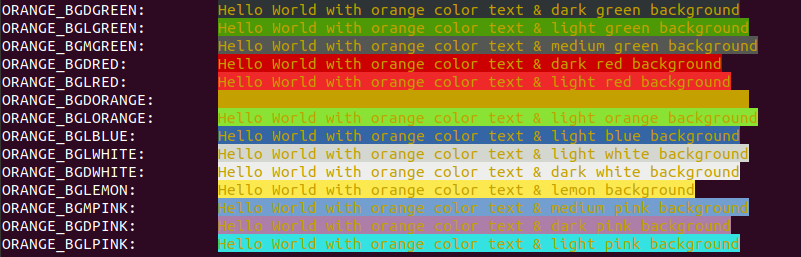 ORANGE_BGDGREEN: Hello World with orange color text & dark green background
ORANGE_BGLGREEN: Hello World with orange color text & light green background
ORANGE_BGMGREEN: Hello World with orange color text & medium green background
ORANGE_BGDRED: Hello World with orange color text & dark red background
ORANGE_BGLRED: Hello World with orange color text & light red background
ORANGE_BGDORANGE:
ORANGE_BGLORANGE: Hello World with orange color text & light orange background
ORANGE_BGLBLUE: Hello World with orange color text & light blue background
ORANGE_BGLWHITE: Hello World with orange color text & light white background
ORANGE_BGDWHITE: Hello World with orange color text & dark white background
ORANGE_BGLEMON: Hello World with orange color text & lemon background
ORANGE_BGMPINK: Hello World with orange color text & medium pink background
ORANGE_BGDPINK: Hello World with orange color text & dark pink background
ORANGE_BGLPINK: Hello World with orange color text & light pink background